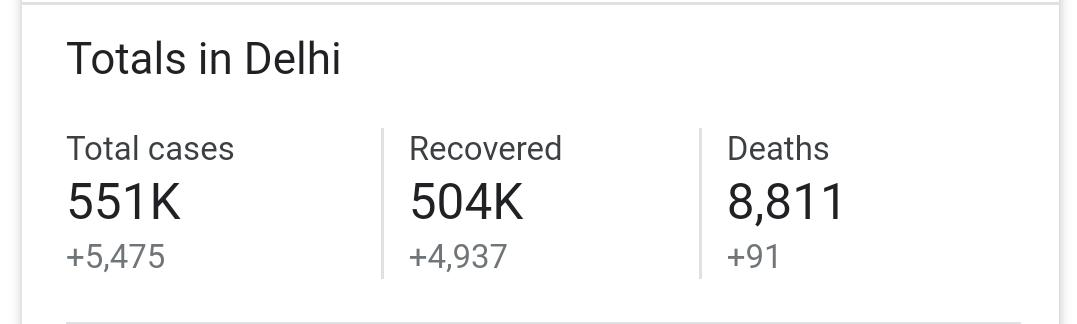 Totals in Delhi
Total cases
551K
+5,475
Recovered
504K
+4,937
Deaths
8,811
+91